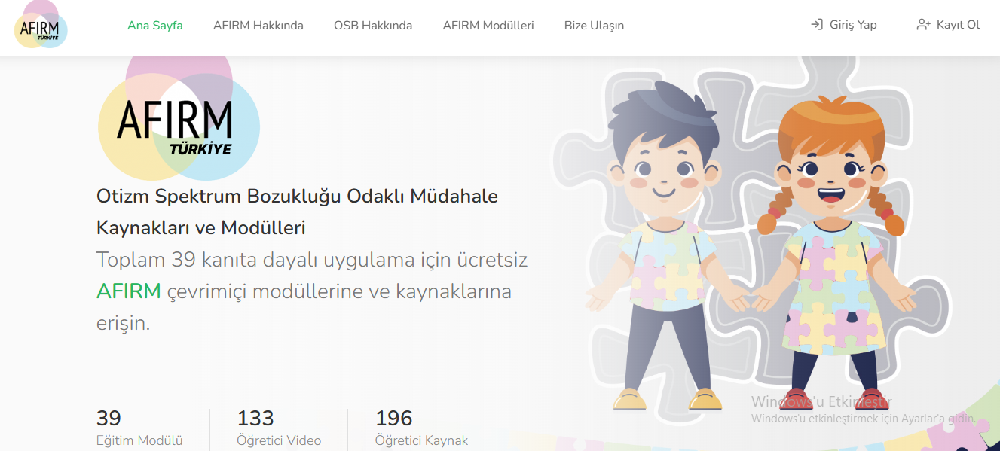 AFIRM
TÜRKİYE
Ana Sayfa
AFIRM Hakkında
OSB Hakkında
AFIRM Modülleri
Bize Ulaşın
Giriş Yap
Kayıt Ol
AFIRM
TÜRKİYE
Otizm Spektrum Bozukluğu Odaklı Müdahale
Kaynakları ve Modülleri
Toplam 39 kanıta dayalı uygulama için ücretsiz
AFIRM çevrimiçi modüllerine ve kaynaklarına
erişin.
39
Eğitim Modülü
133
Öğretici Video
196
Öğretici Kaynak
Windows'u Etkinleştir
Windows'u etkinleştirmek için Ayarlar'a gidin.